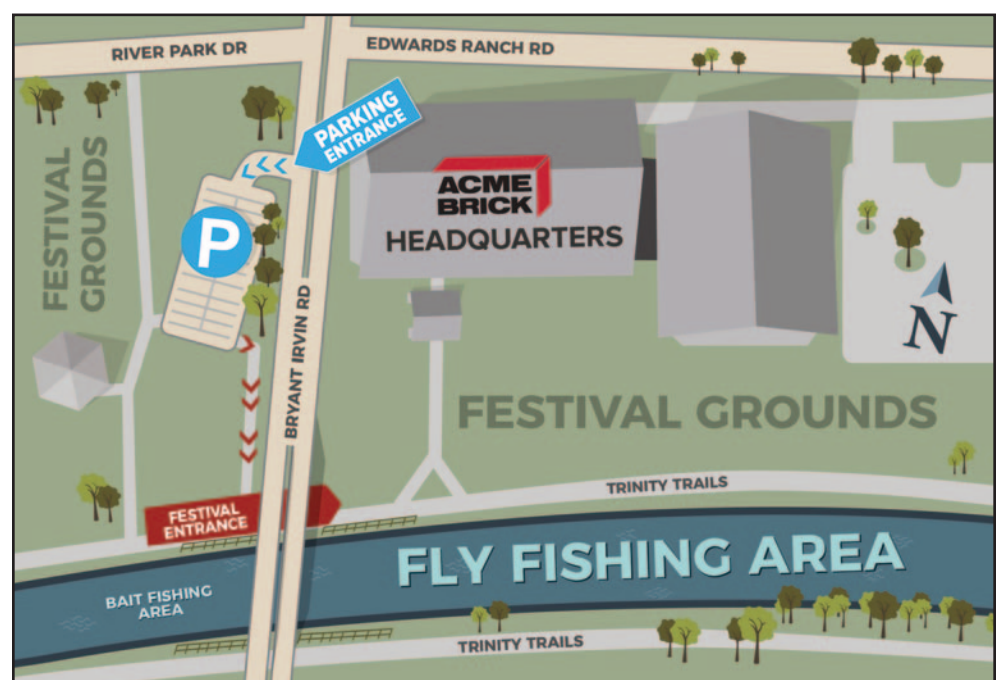 RIVER PARK DR
EDWARDS RANCH RD
PARKING
ENTRANCE
FESTIVAL
GROUNDS
P
ACME
BRICK
HEADQUARTERS
BRYANT IRVIN RD
N
FESTIVAL GROUNDS
TRINITY TRAILS
FESTIVAL
ENTRANCE
FLY FISHING AREA
BAIT FISHING
AREA
TRINITY TRAILS